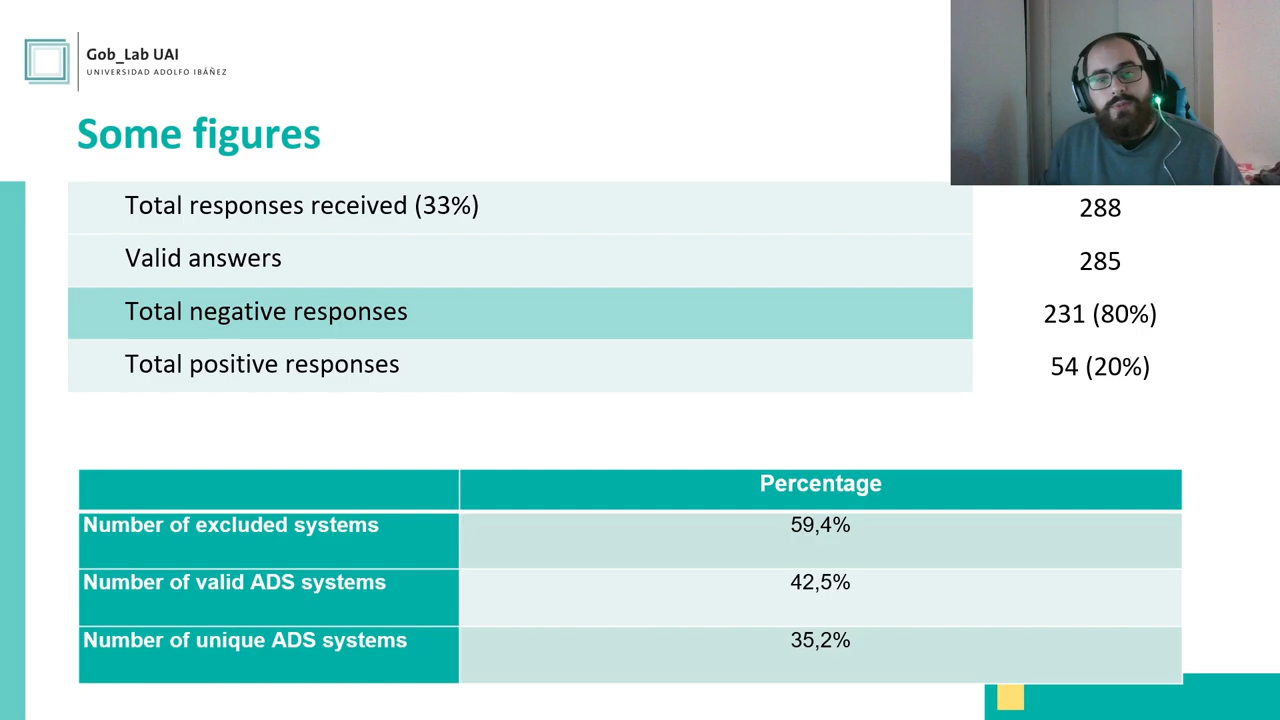 Gob_Lab UAI
UNIVERSIDAD ADOLFO IBÁÑEZ
Some figures
Total responses received (33%) 288
Valid answers 285
Total negative responses 231 (80%)
Total positive responses 54 (20%)
Percentage
Number of excluded systems 59,4%
Number of valid ADS systems 42,5%
Number of unique ADS systems 35,2%